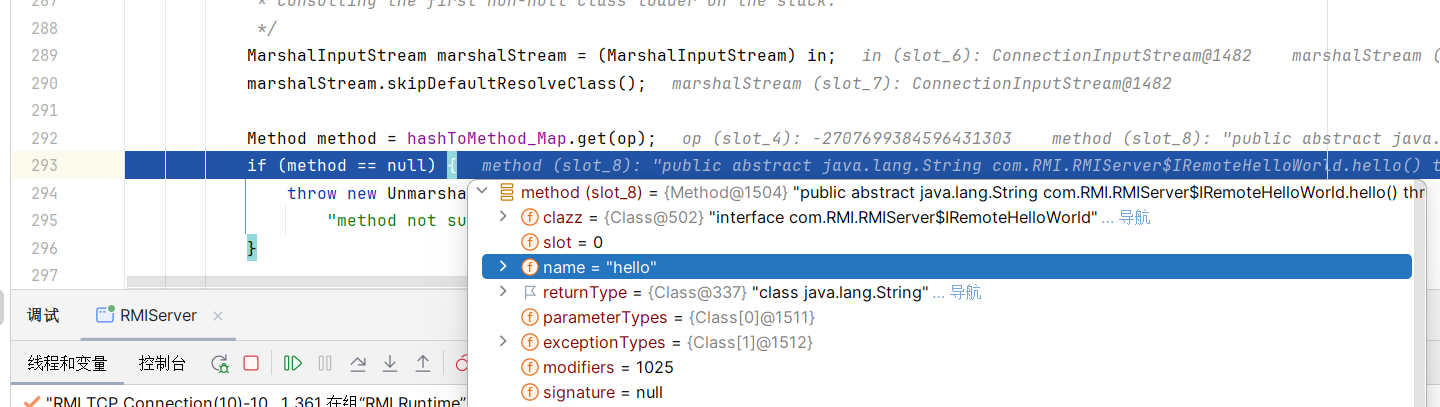 287 * consulting the first non-null class loader on the stack.
288 */
289 MarshalInputStream marshalStream = (MarshalInputStream) in; in (slot_6): ConnectionInputStream@1482 marshalStream (
290 marshalStream.skipDefaultResolveClass(); marshalStream (slot_7): ConnectionInputStream@1482
291
292 Method method = hashToMethod_Map.get(op); op (slot_4): -2707699384596431303 method (slot_8): "public abstract java.
293 if (method == null) { method (slot_8): "public abstract java.lang.String com.RMI.RMIServer$IRemoteHelloWorld.hello() t
method (slot_8) = {Method@1504} "public abstract java.lang.String com.RMI.RMIServer$IRemoteHelloWorld.hello() thr
294 throw new Unmarsha
clazz = {Class@502} "interface com.RMI.RMIServer$IRemoteHelloWorld" ... 导航
295 "method not su
slot = 0
296 }
name = "hello"
297
returnType = {Class@337} "class java.lang.String" ... 导航
调试 RMIServer ×
parameterTypes = {Class[0]@1511}
exceptionTypes = {Class[1]@1512}
线程和变量 控制台
modifiers = 1025
signature = null
"RMI TCP Connection(10)-10...1,361 在组"RMI Runtime"